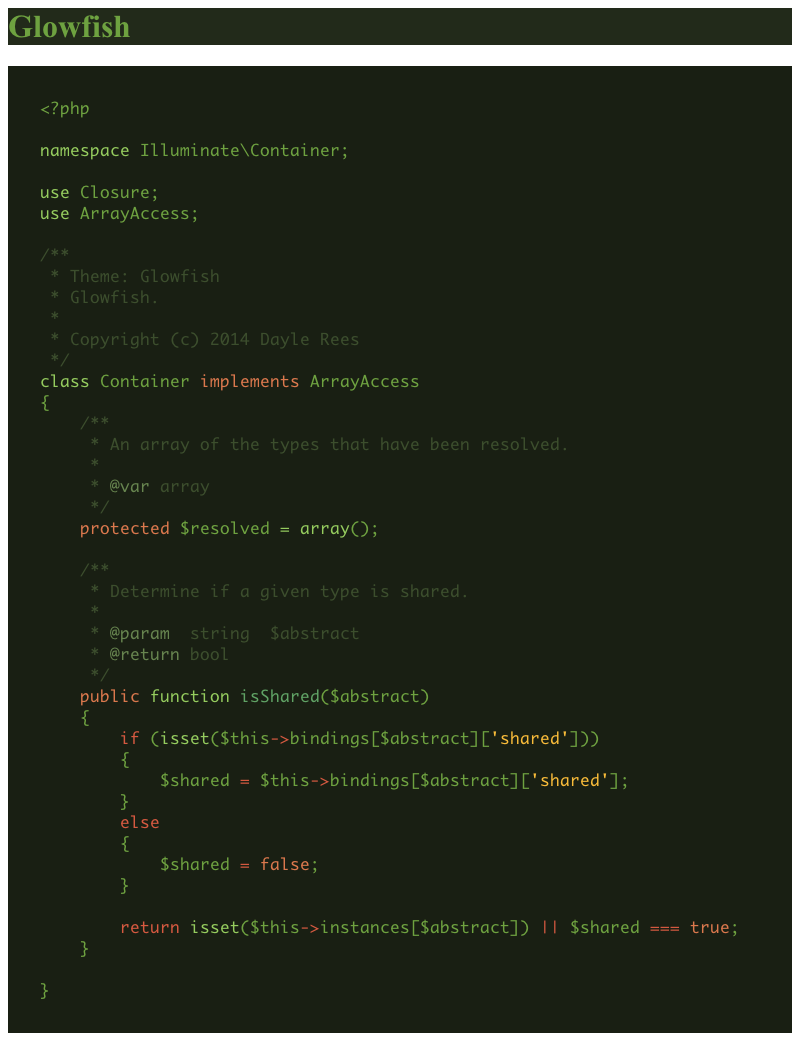 Glowfish
<?php
namespace Illuminate\Container;
use Closure;
use ArrayAccess;
/**
 * Theme: Glowfish
 * Glowfish.
 *
 * Copyright (c) 2014 Dayle Rees
 */
class Container implements ArrayAccess
{
    /**
     * An array of the types that have been resolved.
     *
     * @var array
     */
    protected $resolved = array();
    /**
     * Determine if a given type is shared.
     *
     * @param  string  $abstract
     * @return bool
     */
    public function isShared($abstract)
    {
        if (isset($this->bindings[$abstract]['shared']))
        {
            $shared = $this->bindings[$abstract]['shared'];
        }
        else
        {
            $shared = false;
        }
        return isset($this->instances[$abstract]) || $shared === true;
    }
}